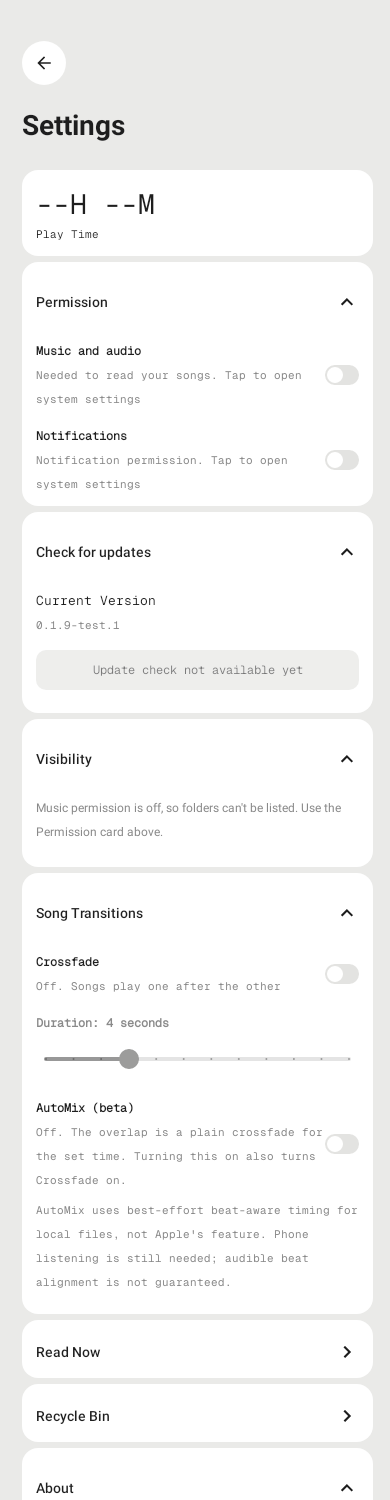 Settings
--H --M
Play Time
Permission
Music and audio
Needed to read your songs. Tap to open
system settings
Notifications
Notification permission. Tap to open
system settings
Check for updates
Current Version
0.1.9-test.1
Update check not available yet
Visibility
Music permission is off, so folders can't be listed. Use the
Permission card above.
Song Transitions
Crossfade
Off. Songs play one after the other
Duration: 4 seconds
AutoMix (beta)
Off. The overlap is a plain crossfade for
the set time. Turning this on also turns
Crossfade on.
AutoMix uses best-effort beat-aware timing for
local files, not Apple's feature. Phone
listening is still needed; audible beat
alignment is not guaranteed.
Read Now
Recycle Bin
About